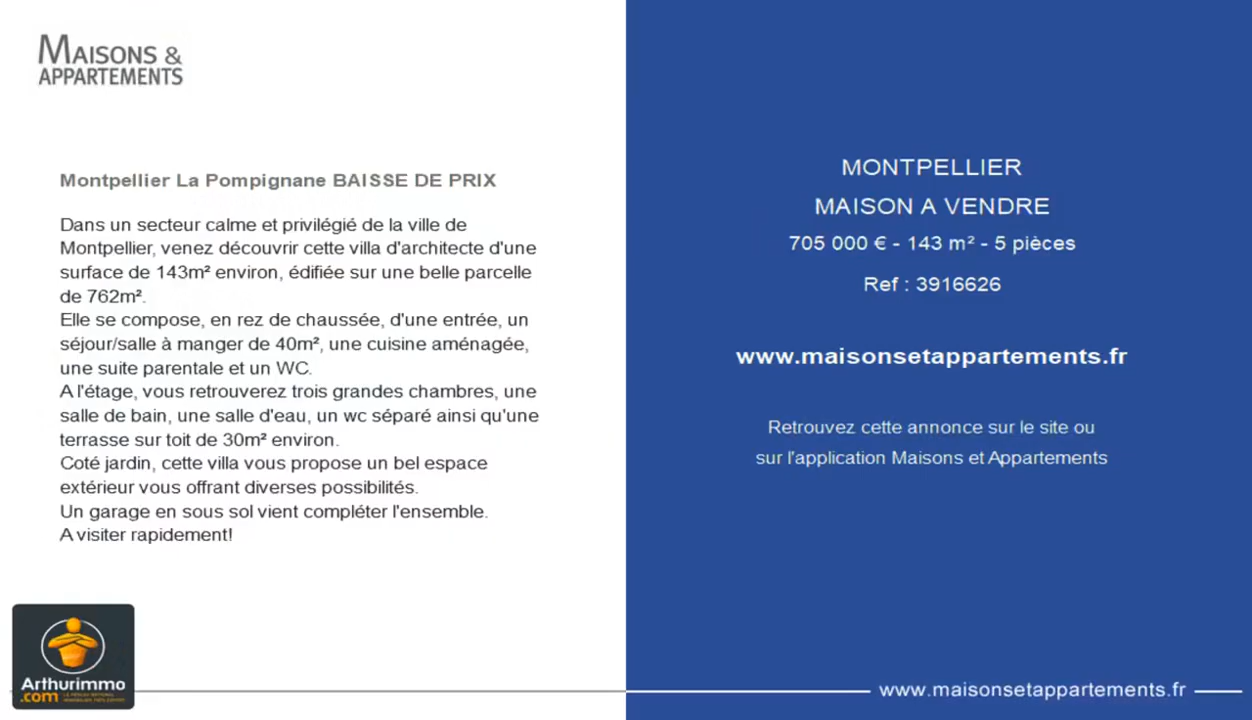 MAISONS &
APPARTEMENTS
Montpellier La Pompignane BAISSE DE PRIX
Dans un secteur calme et privilégié de la ville de
Montpellier, venez découvrir cette villa d'architecte d'une
surface de 143m² environ, édifiée sur une belle parcelle
de 762m².
Elle se compose, en rez de chaussée, d'une entrée, un
séjour/salle à manger de 40m², une cuisine aménagée,
une suite parentale et un WC.
A l'étage, vous retrouverez trois grandes chambres, une
salle de bain, une salle d'eau, un wc séparé ainsi qu'une
terrasse sur toit de 30m² environ.
Coté jardin, cette villa vous propose un bel espace
extérieur vous offrant diverses possibilités.
Un garage en sous sol vient compléter l'ensemble.
A visiter rapidement!
Arthurimmo
.com
MONTPELLIER
MAISON A VENDRE
705 000 € - 143 m² - 5 pièces
Ref : 3916626
www.maisonsetappartements.fr
Retrouvez cette annonce sur le site ou
sur l'application Maisons et Appartements
www.maisonsetappartements.fr